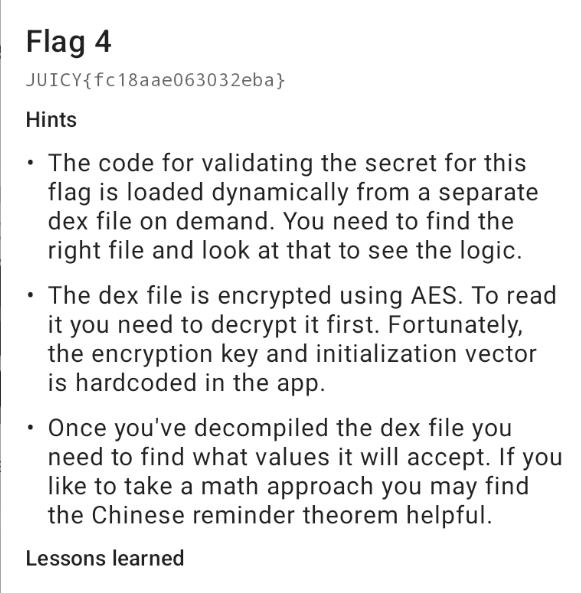 Flag 4
JUICY{fc18aae063032eba}
Hints
• The code for validating the secret for this
flag is loaded dynamically from a separate
dex file on demand. You need to find the
right file and look at that to see the logic.
• The dex file is encrypted using AES. To read
it you need to decrypt it first. Fortunately,
the encryption key and initialization vector
is hardcoded in the app.
• Once you've decompiled the dex file you
need to find what values it will accept. If you
like to take a math approach you may find
the Chinese reminder theorem helpful.
Lessons learned